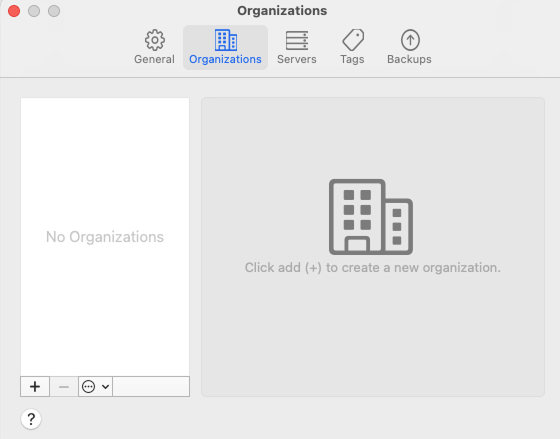 Organizations
General
Organizations
Servers
Tags
Backups
No Organizations
Click add (+) to create a new organization.
+
−
?